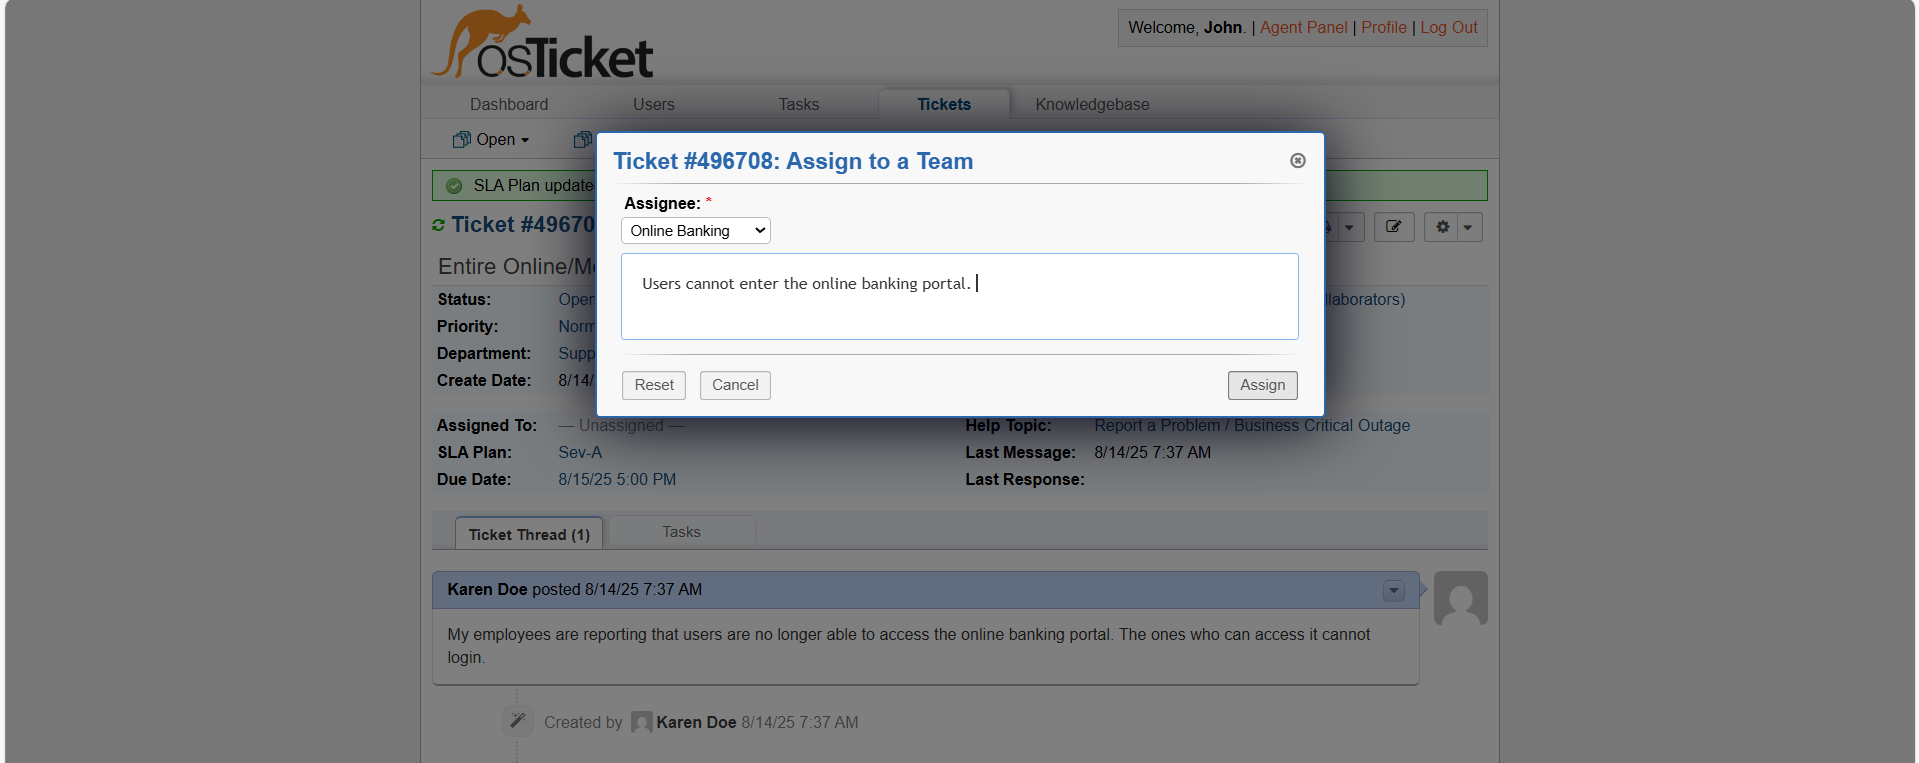 osTicket
Welcome, John. | Agent Panel | Profile | Log Out
Dashboard Users Tasks Tickets Knowledgebase
Open
SLA Plan update
Ticket #49670
Entire Online/M
Ticket #496708: Assign to a Team
Assignee: *
Online Banking
Users cannot enter the online banking portal.
Reset Cancel Assign
Status: Open
Priority: Norm
Department: Supp
Create Date: 8/14/
llaborators)
Assigned To: — Unassigned —
SLA Plan: Sev-A
Due Date: 8/15/25 5:00 PM
Help Topic: Report a Problem / Business Critical Outage
Last Message: 8/14/25 7:37 AM
Last Response:
Ticket Thread (1) Tasks
Karen Doe posted 8/14/25 7:37 AM
My employees are reporting that users are no longer able to access the online banking portal. The ones who can access it cannot
login.
Created by Karen Doe 8/14/25 7:37 AM